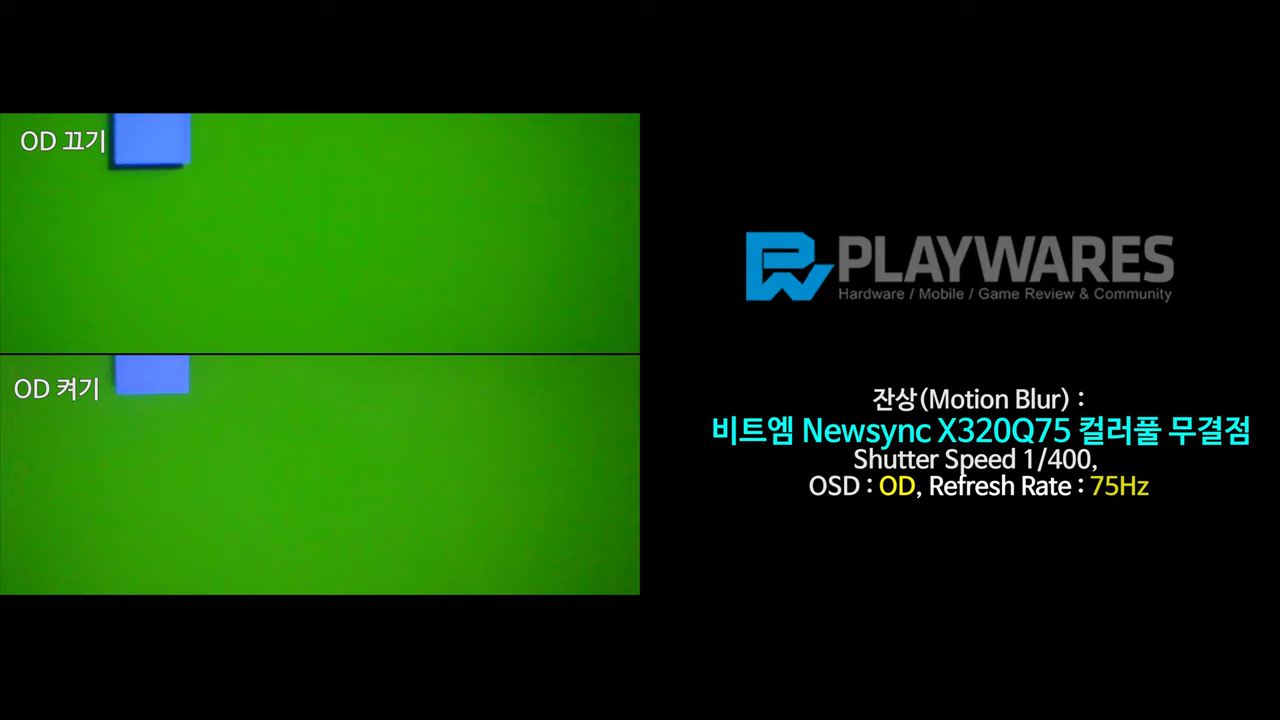 OD 끄기
OD 켜기
PLAYWARES
Hardware / Mobile / Game Review & Community
잔상(Motion Blur) :
비트엠 Newsync X320Q75 컬러풀 무결점
Shutter Speed 1/400,
OSD : OD, Refresh Rate : 75Hz